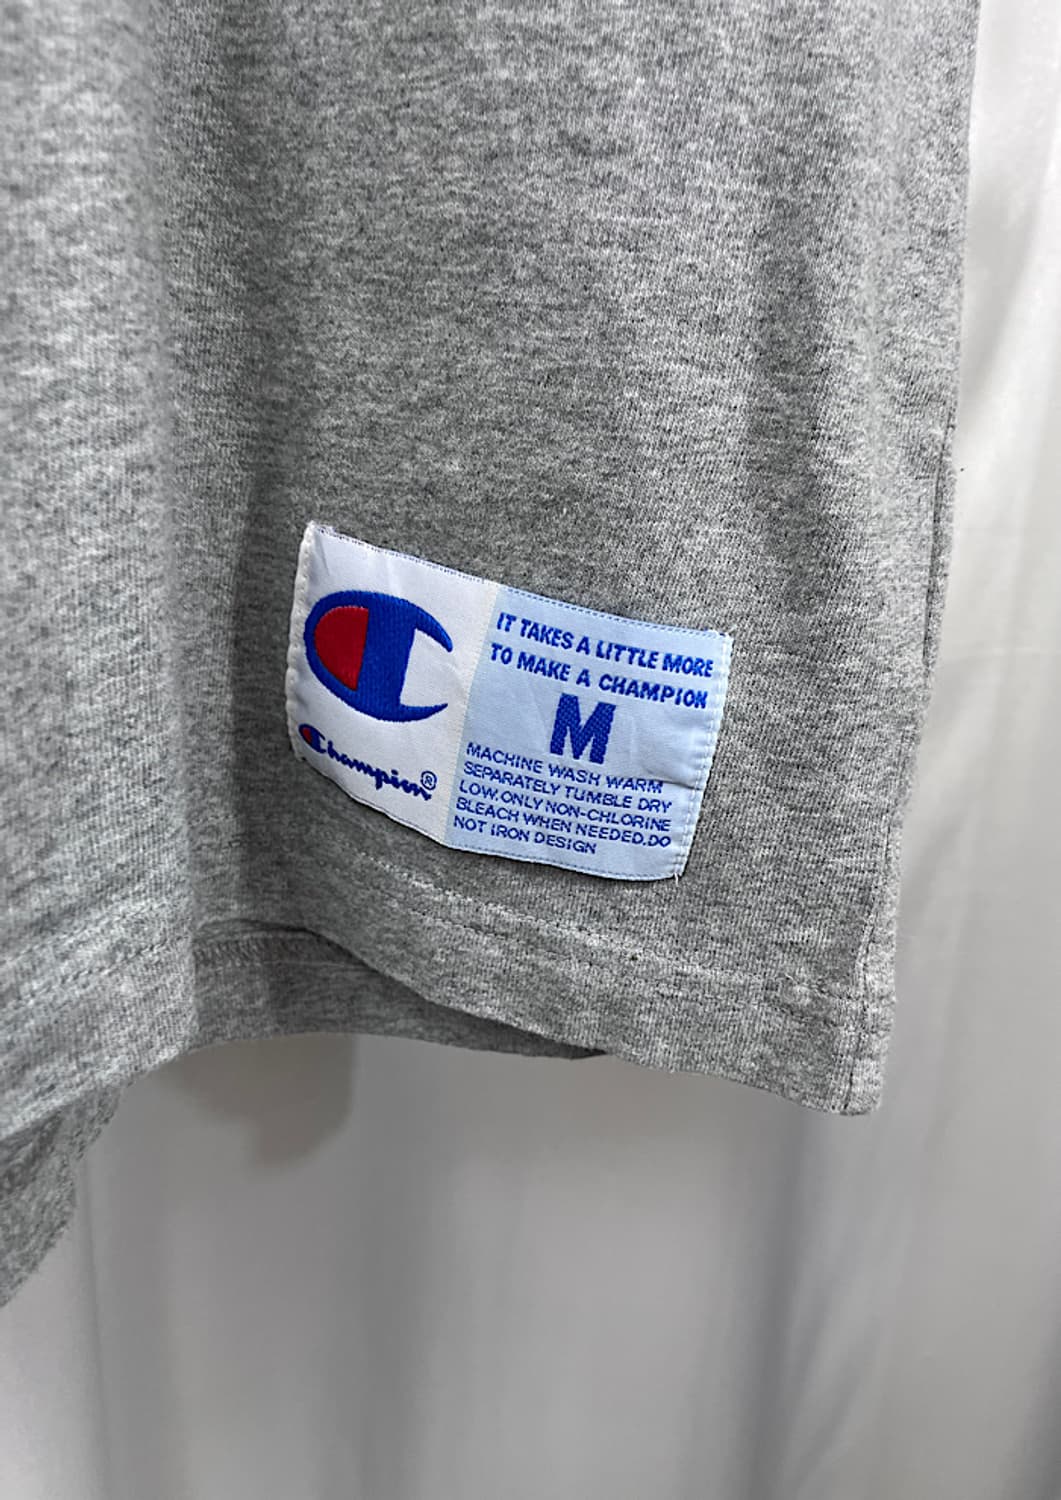 Champion®
IT TAKES A LITTLE MORE
TO MAKE A CHAMPION
M
MACHINE WASH WARM
SEPARATELY TUMBLE DRY
LOW.ONLY NON-CHLORINE
BLEACH WHEN NEEDED.DO
NOT IRON DESIGN